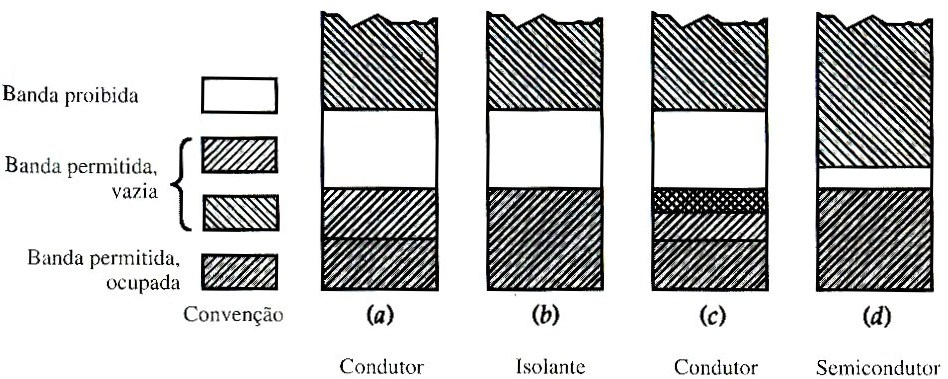 Banda proibida
Banda permitida,
vazia
Banda permitida,
ocupada
Convenção
(a)
(b)
(c)
(d)
Condutor
Isolante
Condutor
Semicondutor